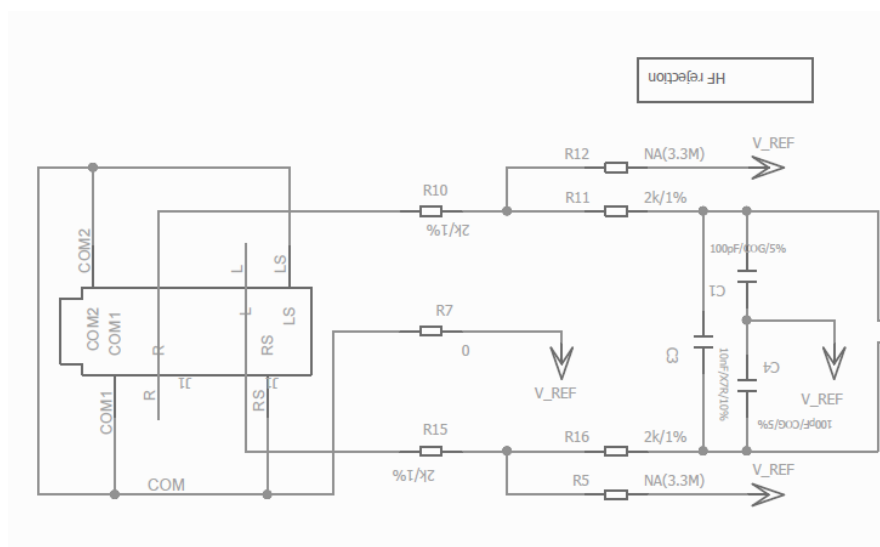 HF rejection
R12
NA(3.3M)
V_REF
R10
R11
2k/1%
2k/1%
COM2
L
LS
100pF/COG/5%
C1
COM2
COM1
R
L
RS
LS
R7
0
V_REF
C3
10nF/X7R/10%
C4
V_REF
100pF/COG/5%
J1
J1
COM1
R
RS
R15
2k/1%
R16
2k/1%
COM
R5
NA(3.3M)
V_REF